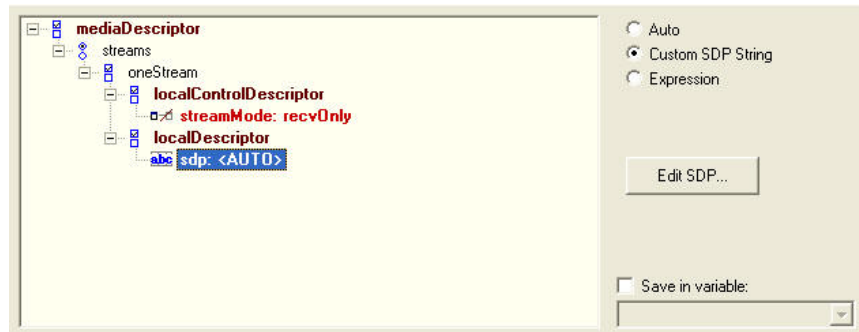 mediaDescriptor
streams
oneStream
localControlDescriptor
streamMode: recvOnly
localDescriptor
abc sdp: <AUTO>
Auto
Custom SDP String
Expression
Edit SDP...
Save in variable: